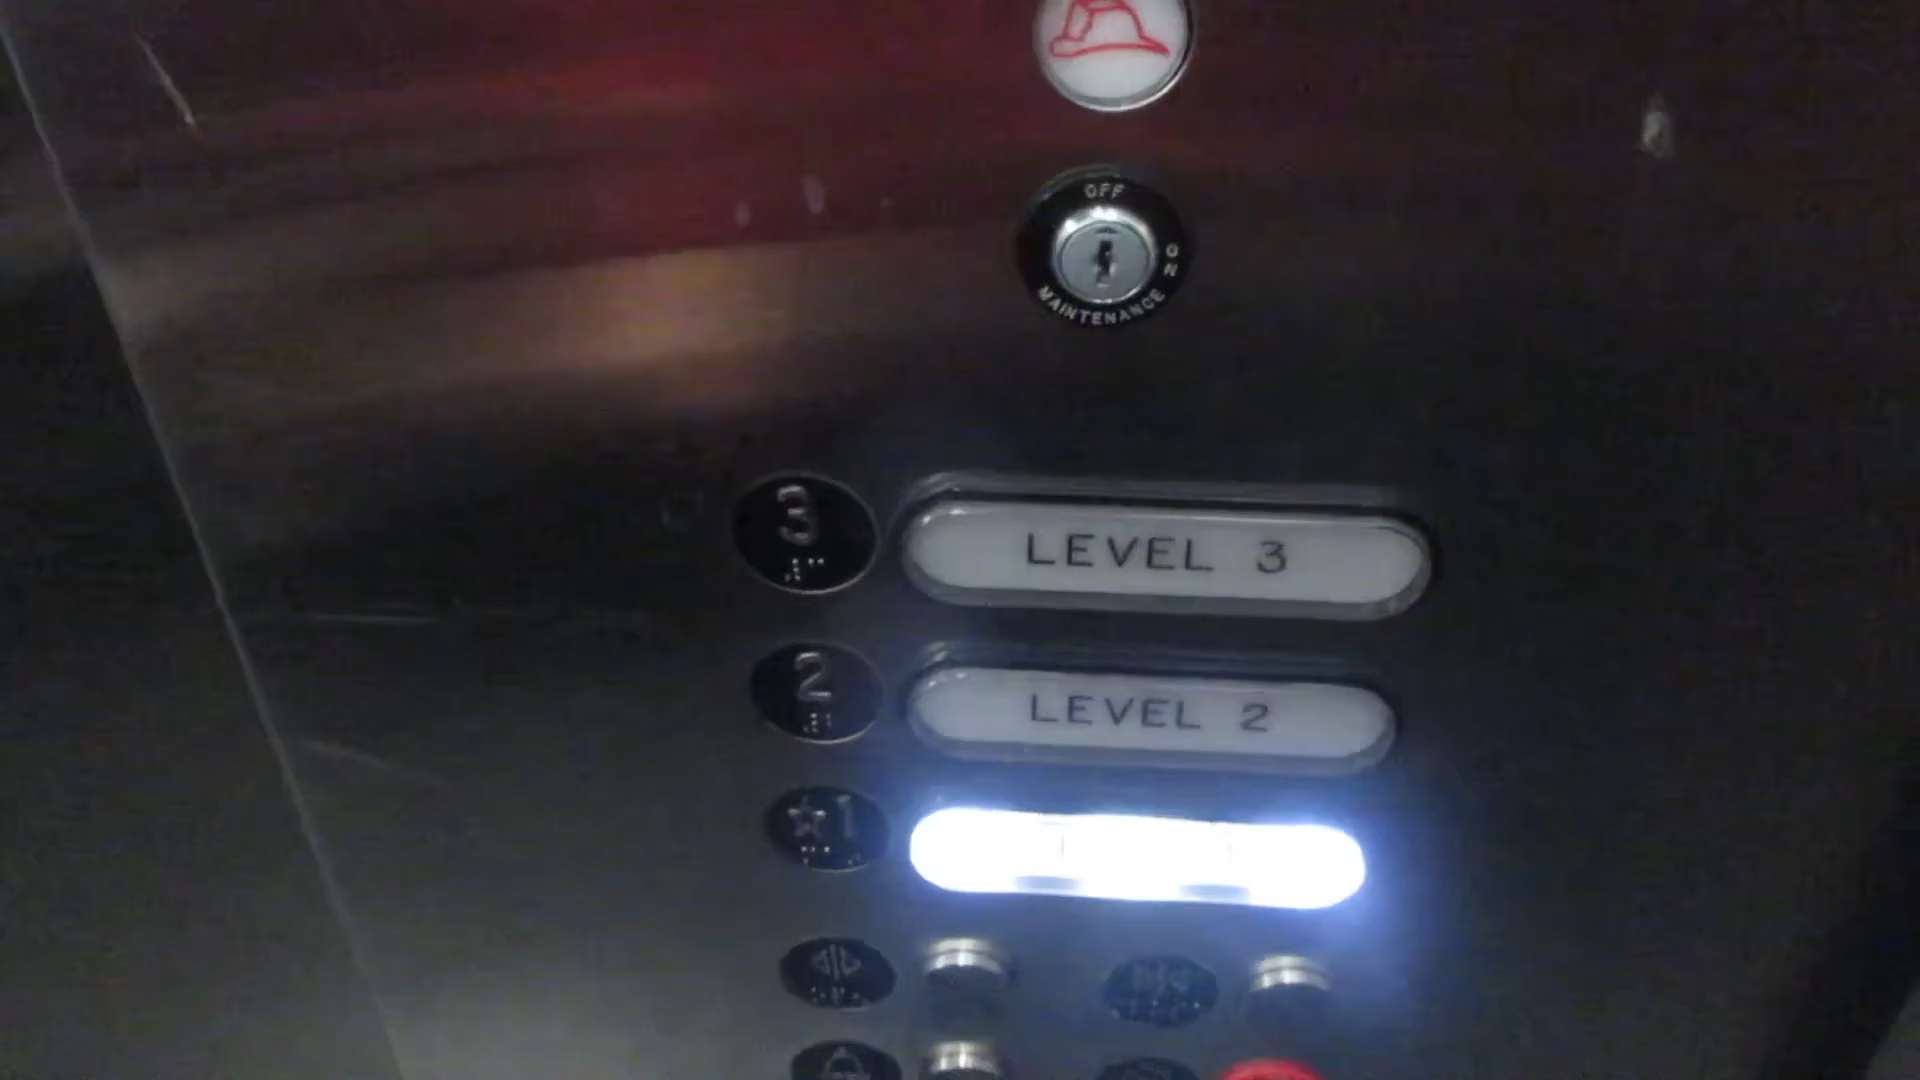 OFF
ON
MAINTENANCE
3
LEVEL 3
2
LEVEL 2
☆1